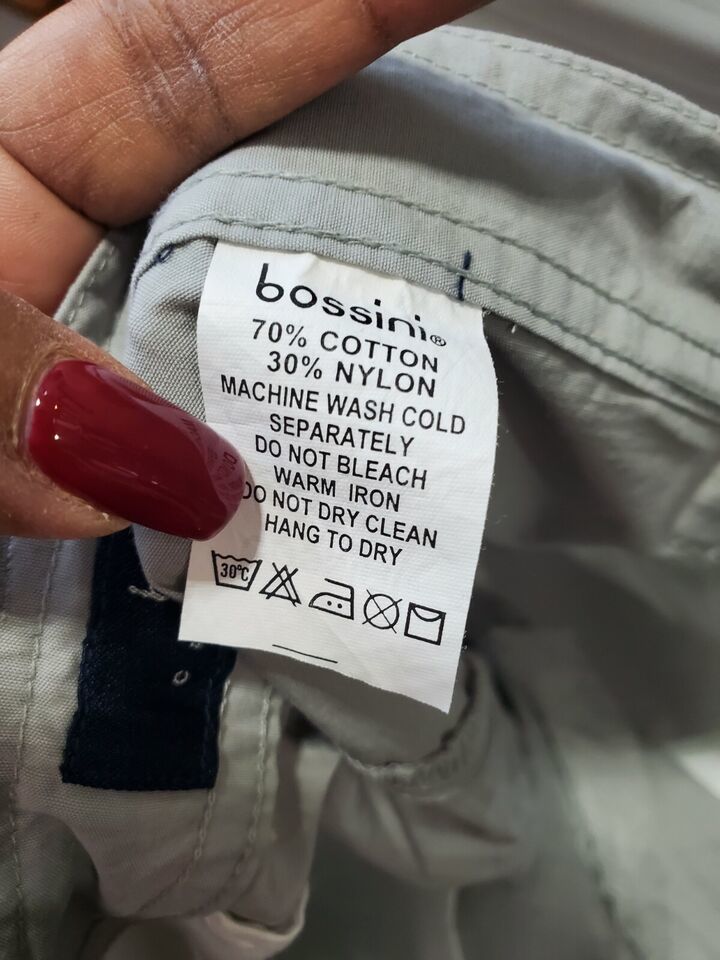 bossini®
70% COTTON
30% NYLON
MACHINE WASH COLD
SEPARATELY
DO NOT BLEACH
WARM IRON
DO NOT DRY CLEAN
HANG TO DRY
30°C